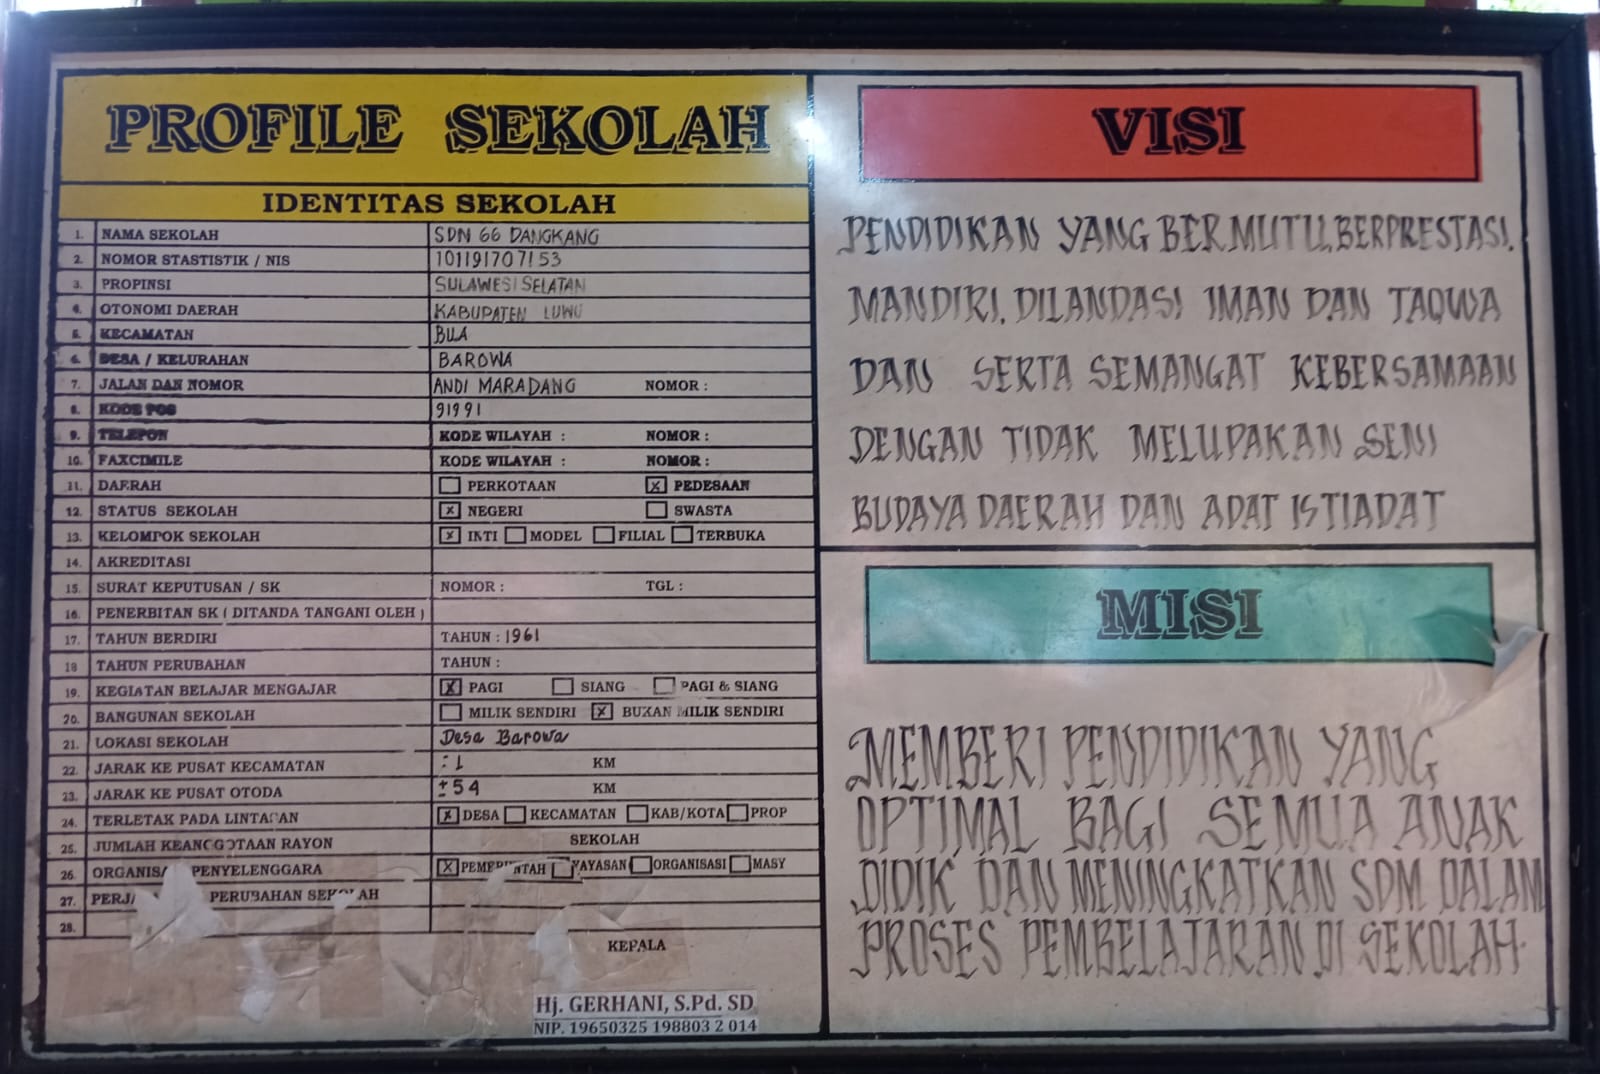 PROFILE SEKOLAH
IDENTITAS SEKOLAH
1. NAMA SEKOLAH SDN 66 DANGKANG
2. NOMOR STASTISTIK / NIS 101191707153
3. PROPINSI SULAWESI SELATAN
4. OTONOMI DAERAH KABUPATEN LUWU
5. KECAMATAN BUA
6. DESA / KELURAHAN BAROWA
7. JALAN DAN NOMOR ANDI MARADANG NOMOR :
8. KODE POS 91991
9. TELEPON KODE WILAYAH : NOMOR :
10. FAXCIMILE KODE WILAYAH : NOMOR :
11. DAERAH PERKOTAAN X PEDESAAN
12. STATUS SEKOLAH X NEGERI SWASTA
13. KELOMPOK SEKOLAH X INTI MODEL FILIAL TERBUKA
14. AKREDITASI
15. SURAT KEPUTUSAN / SK NOMOR : TGL :
16. PENERBITAN SK ( DITANDA TANGANI OLEH )
17. TAHUN BERDIRI TAHUN : 1961
18 TAHUN PERUBAHAN TAHUN :
19. KEGIATAN BELAJAR MENGAJAR X PAGI SIANG PAGI & SIANG
20. BANGUNAN SEKOLAH MILIK SENDIRI X BUKAN MILIK SENDIRI
21. LOKASI SEKOLAH Desa Barowa
22. JARAK KE PUSAT KECAMATAN : 1 KM
23. JARAK KE PUSAT OTODA ± 54 KM
24. TERLETAK PADA LINTASAN X DESA KECAMATAN KAB/KOTA PROP
25. JUMLAH KEANGGOTAAN RAYON SEKOLAH
26. PENYELENGGARA X PEMERINTAH YAYASAN ORGANISASI MASY
27. PERUBAHAN SEKOLAH
28.
KEPALA
Hj. GERHANI, S.Pd. SD
NIP. 19650325 198803 2 014
VISI
PENDIDIKAN YANG BERMUTU, BERPRESTASI,
MANDIRI, DILANDASI IMAN DAN TAQWA
DAN SERTA SEMANGAT KEBERSAMAAN
DENGAN TIDAK MELUPAKAN SENI
BUDAYA DAERAH DAN ADAT ISTIADAT
MISI
MEMBERI PENDIDIKAN YANG
OPTIMAL BAGI SEMUA ANAK
DIDIK DAN MENINGKATKAN SDM DALAM
PROSES PEMBELAJARAN DI SEKOLAH.